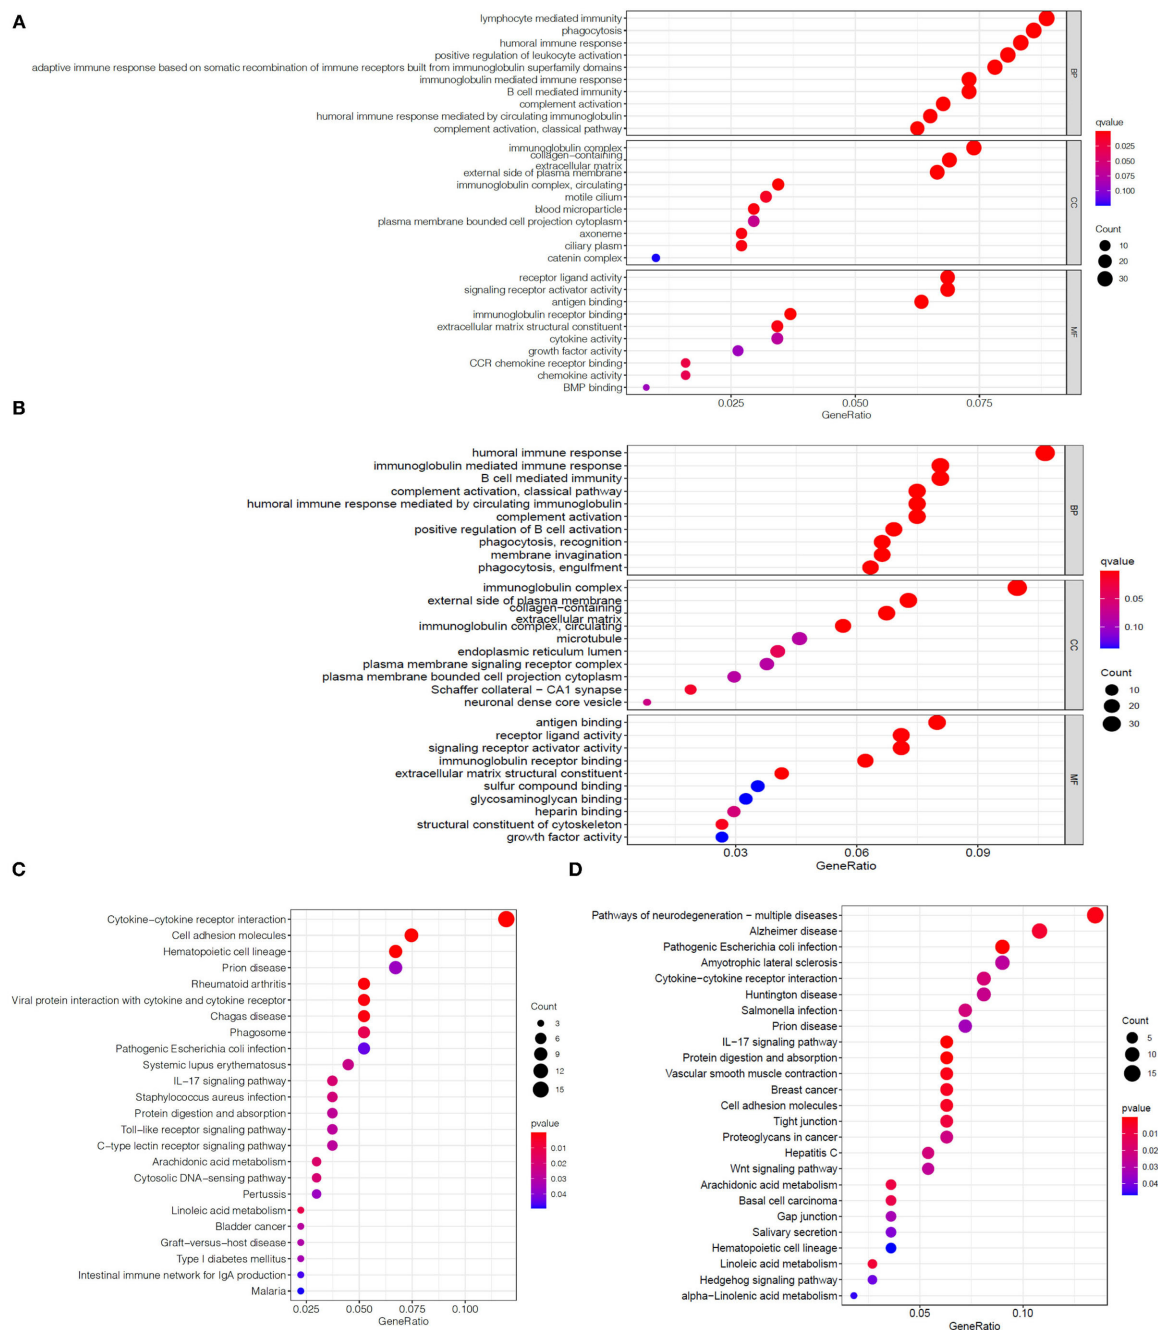 A
lymphocyte mediated immunity
phagocytosis
humoral immune response
positive regulation of leukocyte activation
adaptive immune response based on somatic recombination of immune receptors built from immunoglobulin superfamily domains
immunoglobulin mediated immune response
B cell mediated immunity
complement activation
humoral immune response mediated by circulating immunoglobulin
complement activation, classical pathway
BP
immunoglobulin complex
collagen-containing
extracellular matrix
external side of plasma membrane
immunoglobulin complex, circulating
motile cilium
blood microparticle
plasma membrane bounded cell projection cytoplasm
axoneme
ciliary plasm
catenin complex
CC
receptor ligand activity
signaling receptor activator activity
antigen binding
immunoglobulin receptor binding
extracellular matrix structural constituent
cytokine activity
growth factor activity
CCR chemokine receptor binding
chemokine activity
BMP binding
MF
0.025 0.050 0.075
GeneRatio
qvalue
0.025
0.050
0.075
0.100
Count
10
20
30
B
humoral immune response
immunoglobulin mediated immune response
B cell mediated immunity
complement activation, classical pathway
humoral immune response mediated by circulating immunoglobulin
complement activation
positive regulation of B cell activation
phagocytosis, recognition
membrane invagination
phagocytosis, engulfment
BP
immunoglobulin complex
external side of plasma membrane
collagen-containing
extracellular matrix
immunoglobulin complex, circulating
microtubule
endoplasmic reticulum lumen
plasma membrane signaling receptor complex
plasma membrane bounded cell projection cytoplasm
Schaffer collateral - CA1 synapse
neuronal dense core vesicle
CC
antigen binding
receptor ligand activity
signaling receptor activator activity
immunoglobulin receptor binding
extracellular matrix structural constituent
sulfur compound binding
glycosaminoglycan binding
heparin binding
structural constituent of cytoskeleton
growth factor activity
MF
0.03 0.06 0.09
GeneRatio
qvalue
0.05
0.10
Count
10
20
30
C
Cytokine-cytokine receptor interaction
Cell adhesion molecules
Hematopoietic cell lineage
Prion disease
Rheumatoid arthritis
Viral protein interaction with cytokine and cytokine receptor
Chagas disease
Phagosome
Pathogenic Escherichia coli infection
Systemic lupus erythematosus
IL-17 signaling pathway
Staphylococcus aureus infection
Protein digestion and absorption
Toll-like receptor signaling pathway
C-type lectin receptor signaling pathway
Arachidonic acid metabolism
Cytosolic DNA-sensing pathway
Pertussis
Linoleic acid metabolism
Bladder cancer
Graft-versus-host disease
Type I diabetes mellitus
Intestinal immune network for IgA production
Malaria
0.025 0.050 0.075 0.100
GeneRatio
Count
3
6
9
12
15
pvalue
0.01
0.02
0.03
0.04
D
Pathways of neurodegeneration - multiple diseases
Alzheimer disease
Pathogenic Escherichia coli infection
Amyotrophic lateral sclerosis
Cytokine-cytokine receptor interaction
Huntington disease
Salmonella infection
Prion disease
IL-17 signaling pathway
Protein digestion and absorption
Vascular smooth muscle contraction
Breast cancer
Cell adhesion molecules
Tight junction
Proteoglycans in cancer
Hepatitis C
Wnt signaling pathway
Arachidonic acid metabolism
Basal cell carcinoma
Gap junction
Salivary secretion
Hematopoietic cell lineage
Linoleic acid metabolism
Hedgehog signaling pathway
alpha-Linolenic acid metabolism
0.05 0.10
GeneRatio
Count
5
10
15
pvalue
0.01
0.02
0.03
0.04